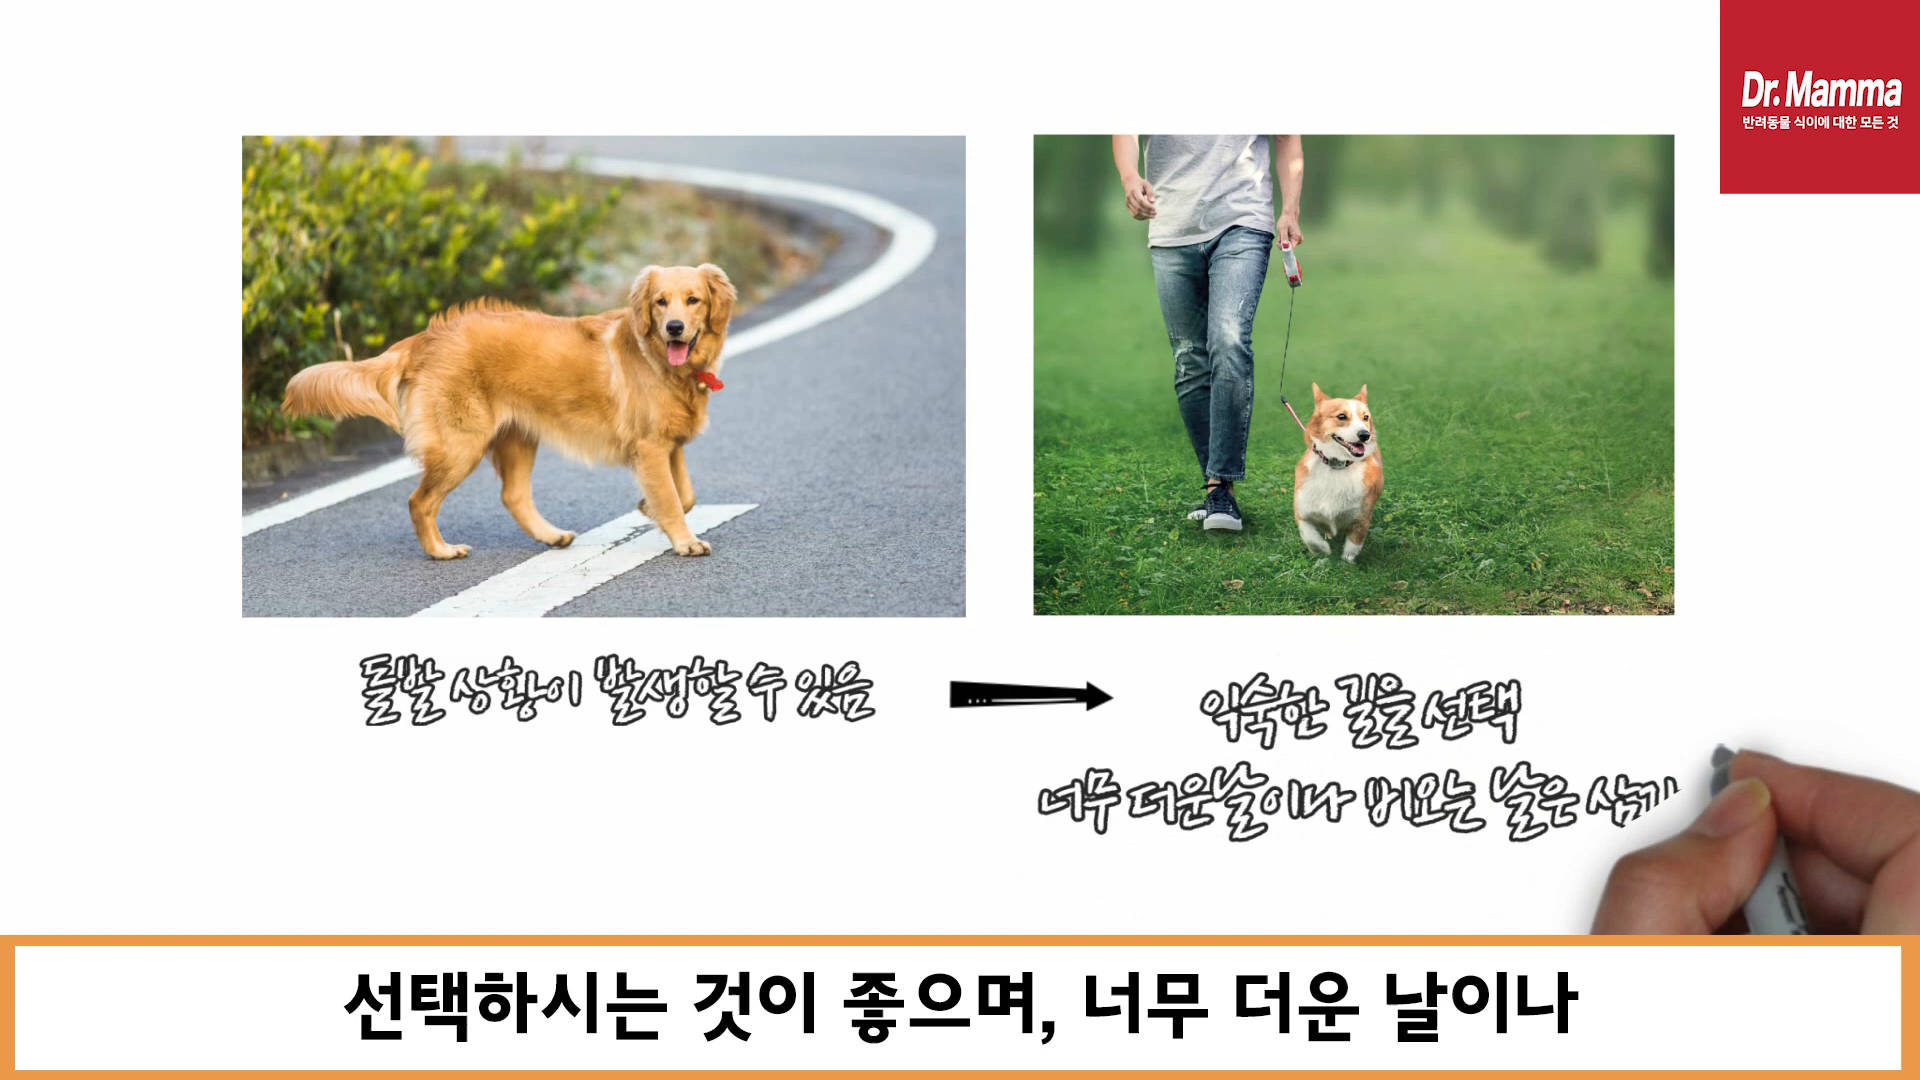 Dr. Mamma
반려동물 식이에 대한 모든 것
돌발 상황이 발생할 수 있음
익숙한 길을 선택
너무 더운날이나 비오는 날은
선택하시는 것이 좋으며, 너무 더운 날이나